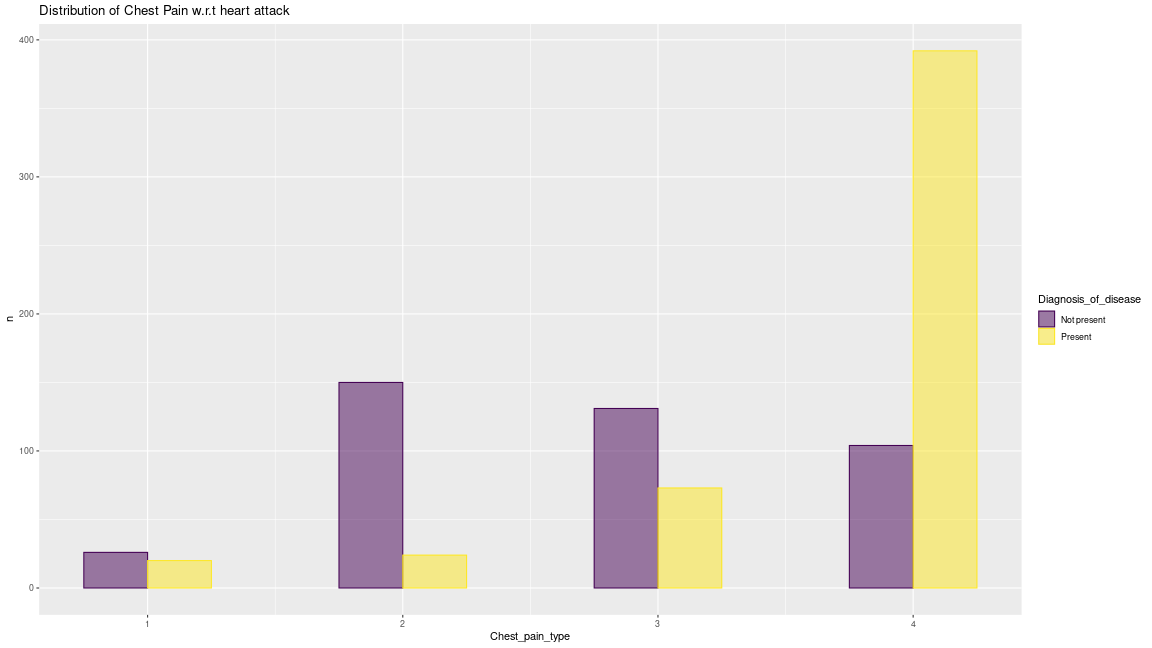 Distribution of Chest Pain w.r.t heart attack
400
300
200
100
0
n
1 2 3 4
Chest_pain_type
Diagnosis_of_disease
Not present
Present